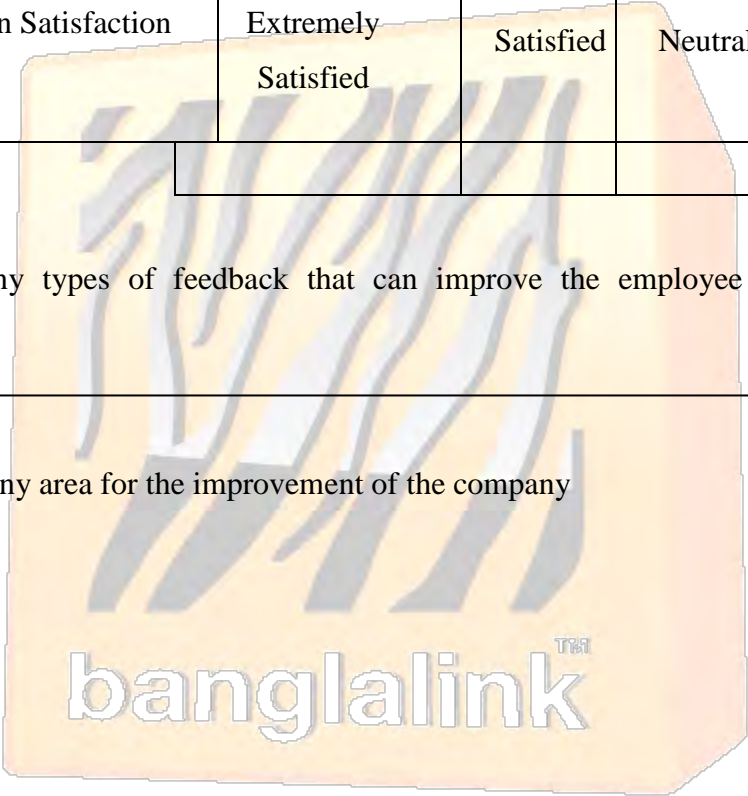 n Satisfaction
Extremely
Satisfied
Satisfied
Neutral
ny types of feedback that can improve the employee
ny area for the improvement of the company
banglalink™